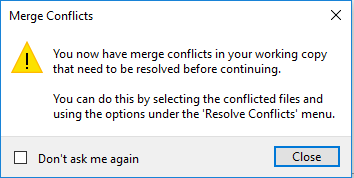 Merge Conflicts
You now have merge conflicts in your working copy
that need to be resolved before continuing.
You can do this by selecting the conflicted files and
using the options under the 'Resolve Conflicts' menu.
Don't ask me again
Close